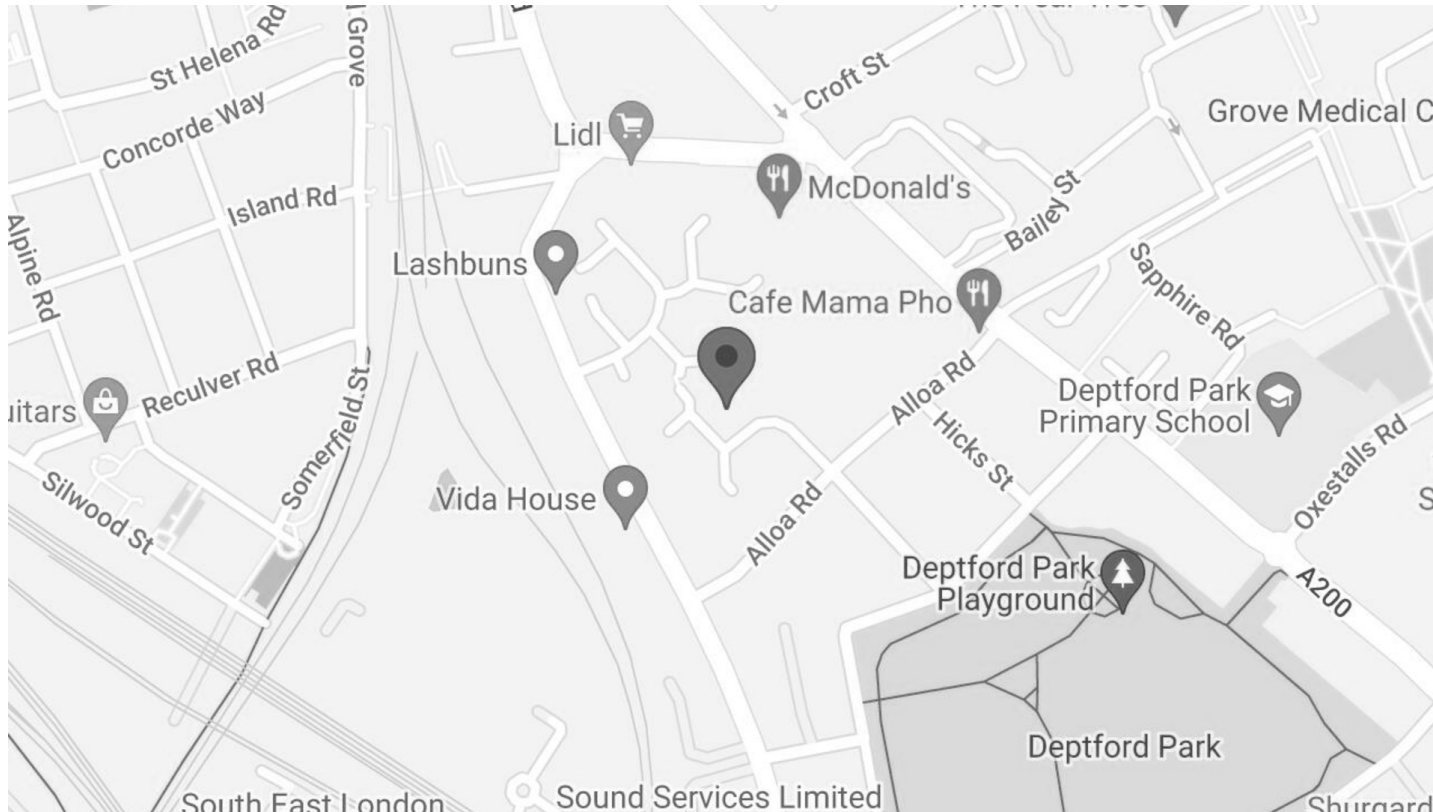 St Helena Rd
Grove
Croft St
Concorde Way
Lidl
Grove Medical C
McDonald's
Island Rd
Bailey St
Alpine Rd
Lashbuns
Cafe Mama Pho
Sapphire Rd
Reculver Rd
Somerfield St
Alloa Rd
Deptford Park
Primary School
uitars
Hicks St
Oxestalls Rd
Silwood St
Vida House
Alloa Rd
Deptford Park
Playground
A200
Deptford Park
South East London
Sound Services Limited
Shurgard